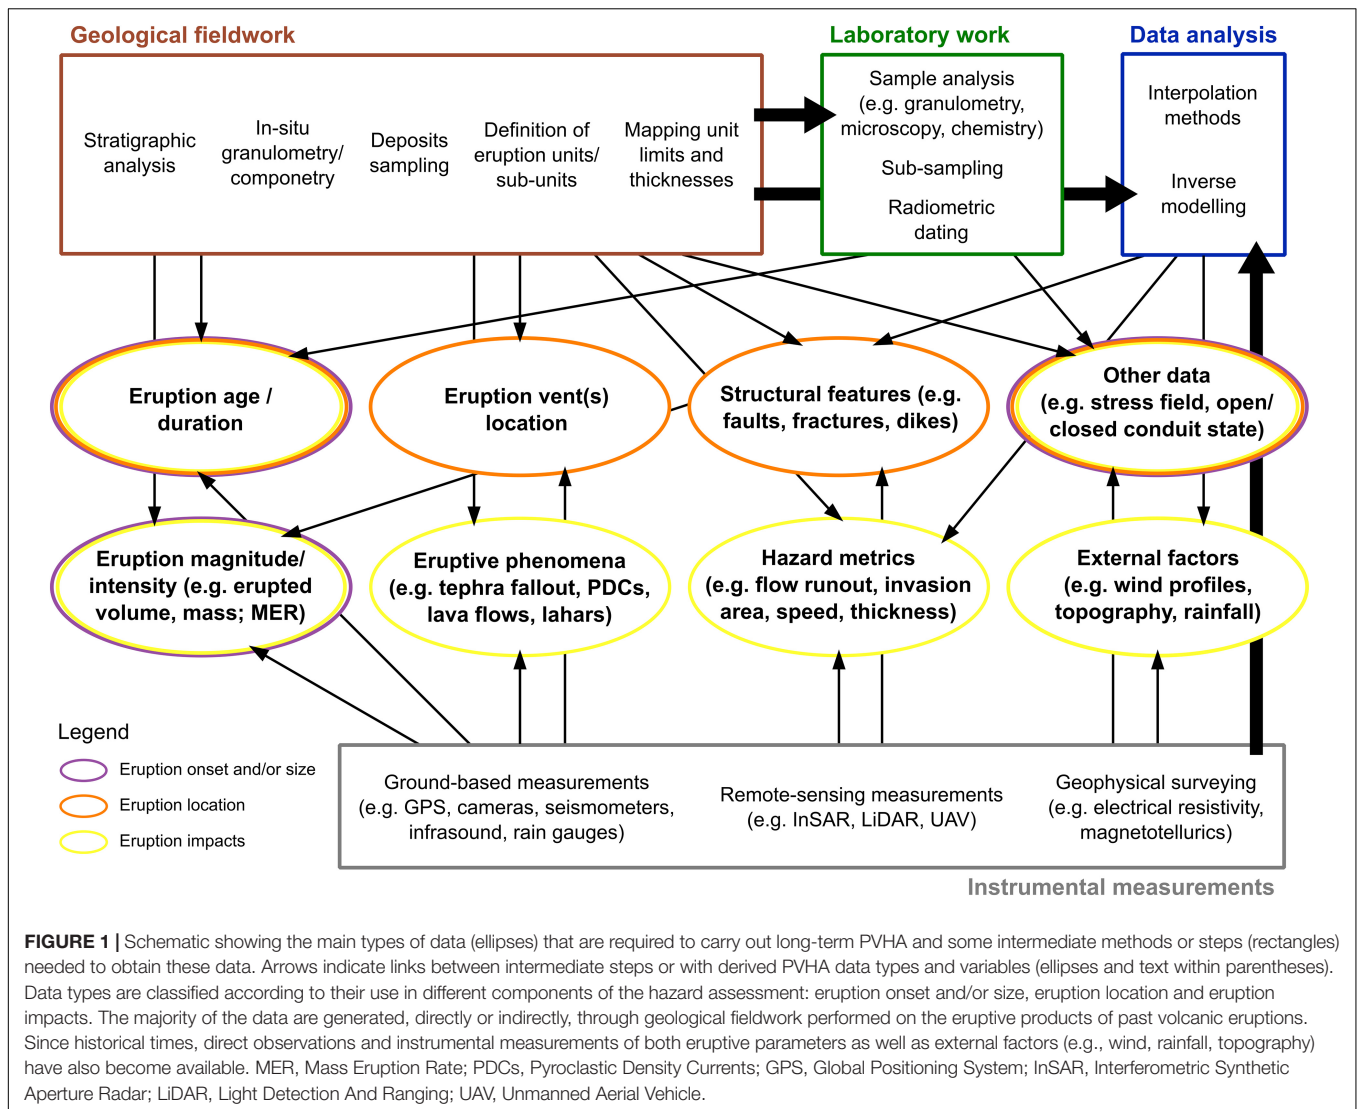 Geological fieldwork
Laboratory work
Data analysis
Stratigraphic
analysis
In-situ
granulometry/
componetry
Deposits
sampling
Definition of
eruption units/
sub-units
Mapping unit
limits and
thicknesses
Sample analysis
(e.g. granulometry,
microscopy, chemistry)
Sub-sampling
Radiometric
dating
Interpolation
methods
Inverse
modelling
Eruption age /
duration
Eruption vent(s)
location
Structural features (e.g.
faults, fractures, dikes)
Other data
(e.g. stress field, open/
closed conduit state)
Eruption magnitude/
intensity (e.g. erupted
volume, mass; MER)
Eruptive phenomena
(e.g. tephra fallout, PDCs,
lava flows, lahars)
Hazard metrics
(e.g. flow runout, invasion
area, speed, thickness)
External factors
(e.g. wind profiles,
topography, rainfall)
Legend
Eruption onset and/or size
Eruption location
Eruption impacts
Ground-based measurements
(e.g. GPS, cameras, seismometers,
infrasound, rain gauges)
Remote-sensing measurements
(e.g. InSAR, LiDAR, UAV)
Geophysical surveying
(e.g. electrical resistivity,
magnetotellurics)
Instrumental measurements
FIGURE 1 | Schematic showing the main types of data (ellipses) that are required to carry out long-term PVHA and some intermediate methods or steps (rectangles)
needed to obtain these data. Arrows indicate links between intermediate steps or with derived PVHA data types and variables (ellipses and text within parentheses).
Data types are classified according to their use in different components of the hazard assessment: eruption onset and/or size, eruption location and eruption
impacts. The majority of the data are generated, directly or indirectly, through geological fieldwork performed on the eruptive products of past volcanic eruptions.
Since historical times, direct observations and instrumental measurements of both eruptive parameters as well as external factors (e.g., wind, rainfall, topography)
have also become available. MER, Mass Eruption Rate; PDCs, Pyroclastic Density Currents; GPS, Global Positioning System; InSAR, Interferometric Synthetic
Aperture Radar; LiDAR, Light Detection And Ranging; UAV, Unmanned Aerial Vehicle.